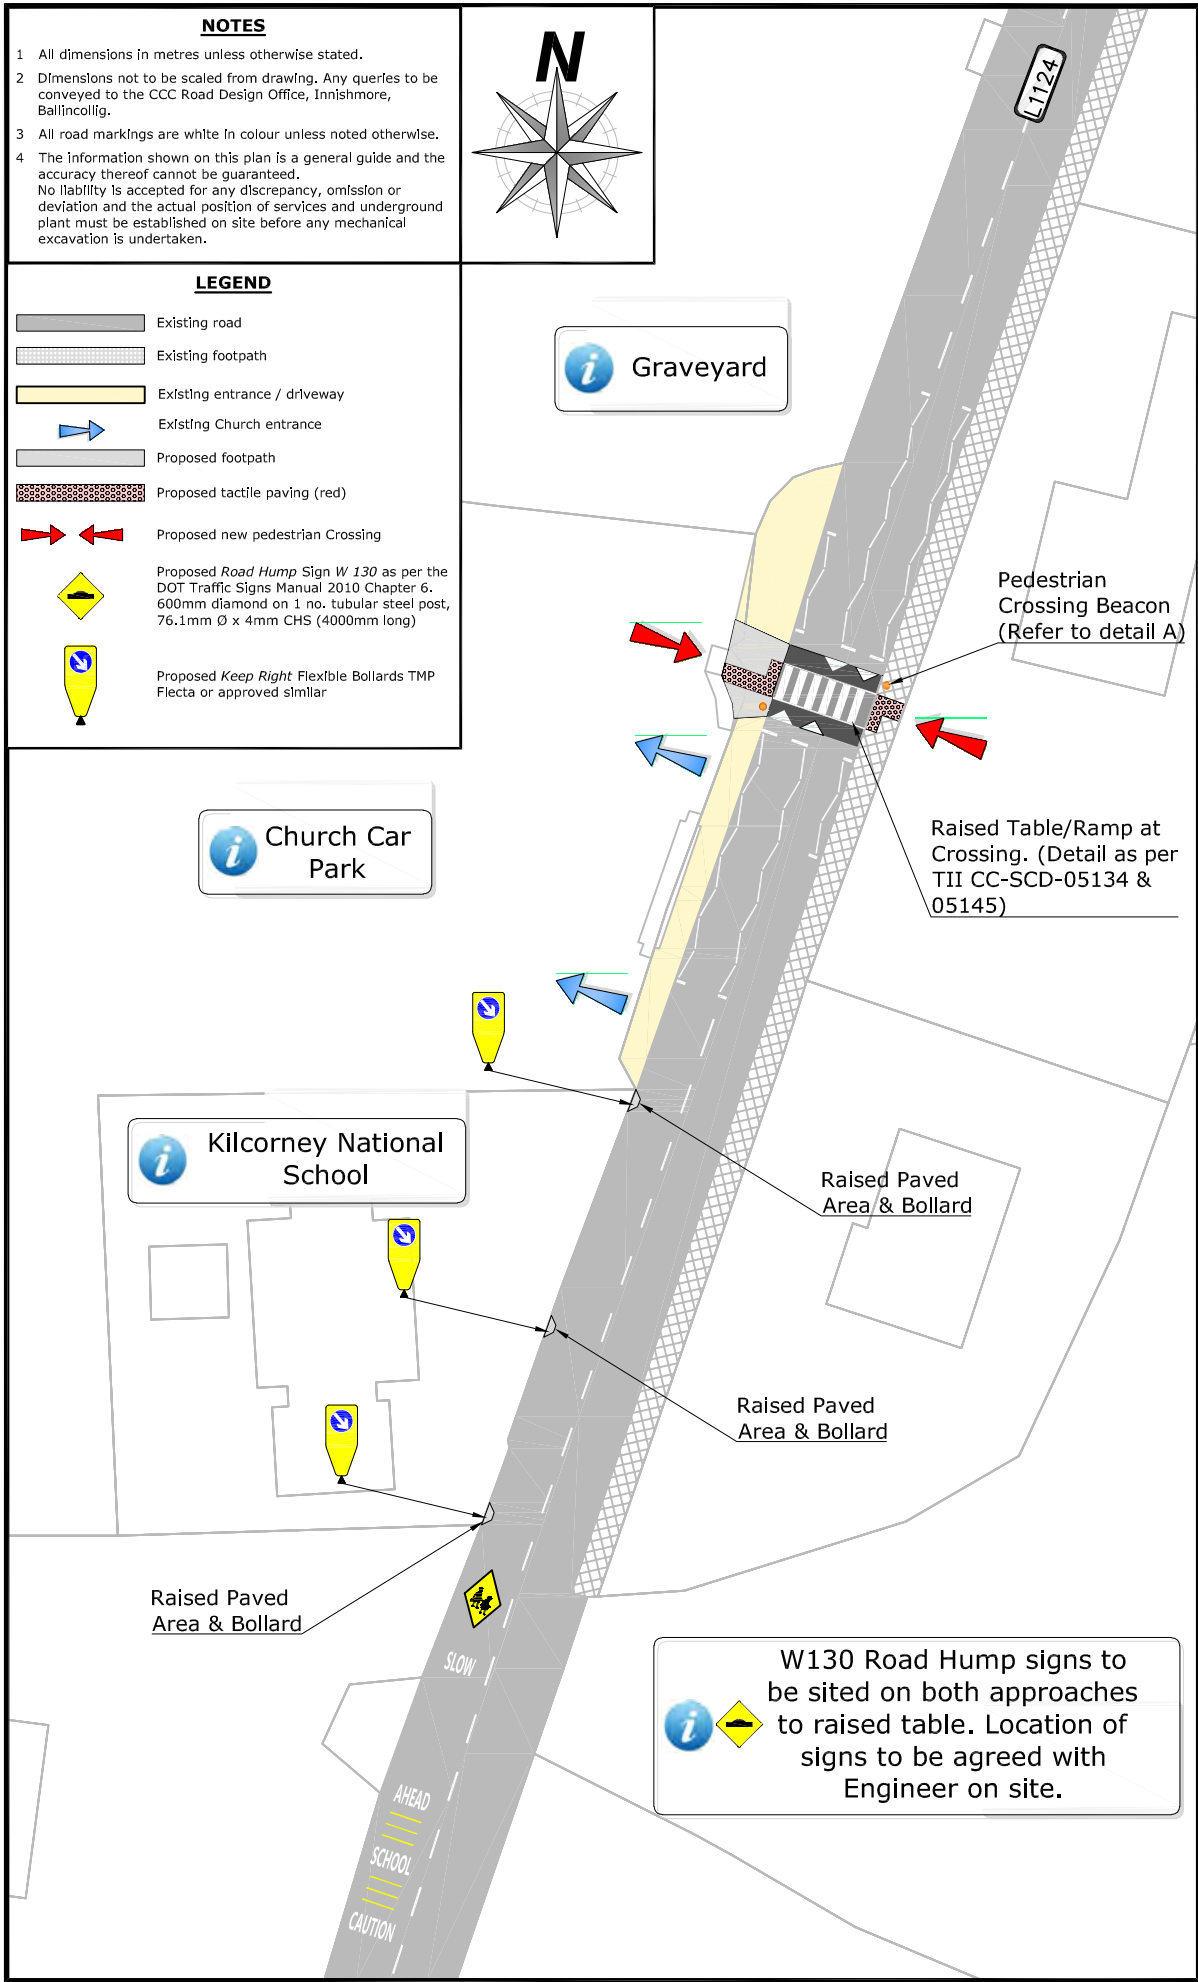 NOTES
1 All dimensions in metres unless otherwise stated.
2 Dimensions not to be scaled from drawing. Any queries to be
conveyed to the CCC Road Design Office, Innishmore,
Ballincollig.
3 All road markings are white in colour unless noted otherwise.
4 The information shown on this plan is a general guide and the
accuracy thereof cannot be guaranteed.
No liability is accepted for any discrepancy, omission or
deviation and the actual position of services and underground
plant must be established on site before any mechanical
excavation is undertaken.
N
L1124
LEGEND
Existing road
Existing footpath
Existing entrance / driveway
Existing Church entrance
Proposed footpath
Proposed tactile paving (red)
Proposed new pedestrian Crossing
Proposed Road Hump Sign W 130 as per the
DOT Traffic Signs Manual 2010 Chapter 6.
600mm diamond on 1 no. tubular steel post,
76.1mm Ø x 4mm CHS (4000mm long)
Proposed Keep Right Flexible Bollards TMP
Flecta or approved similar
Graveyard
Pedestrian
Crossing Beacon
(Refer to detail A)
Raised Table/Ramp at
Crossing. (Detail as per
TII CC-SCD-05134 &
05145)
Church Car
Park
Kilcorney National
School
Raised Paved
Area & Bollard
Raised Paved
Area & Bollard
Raised Paved
Area & Bollard
SLOW
AHEAD
SCHOOL
CAUTION
W130 Road Hump signs to
be sited on both approaches
to raised table. Location of
signs to be agreed with
Engineer on site.